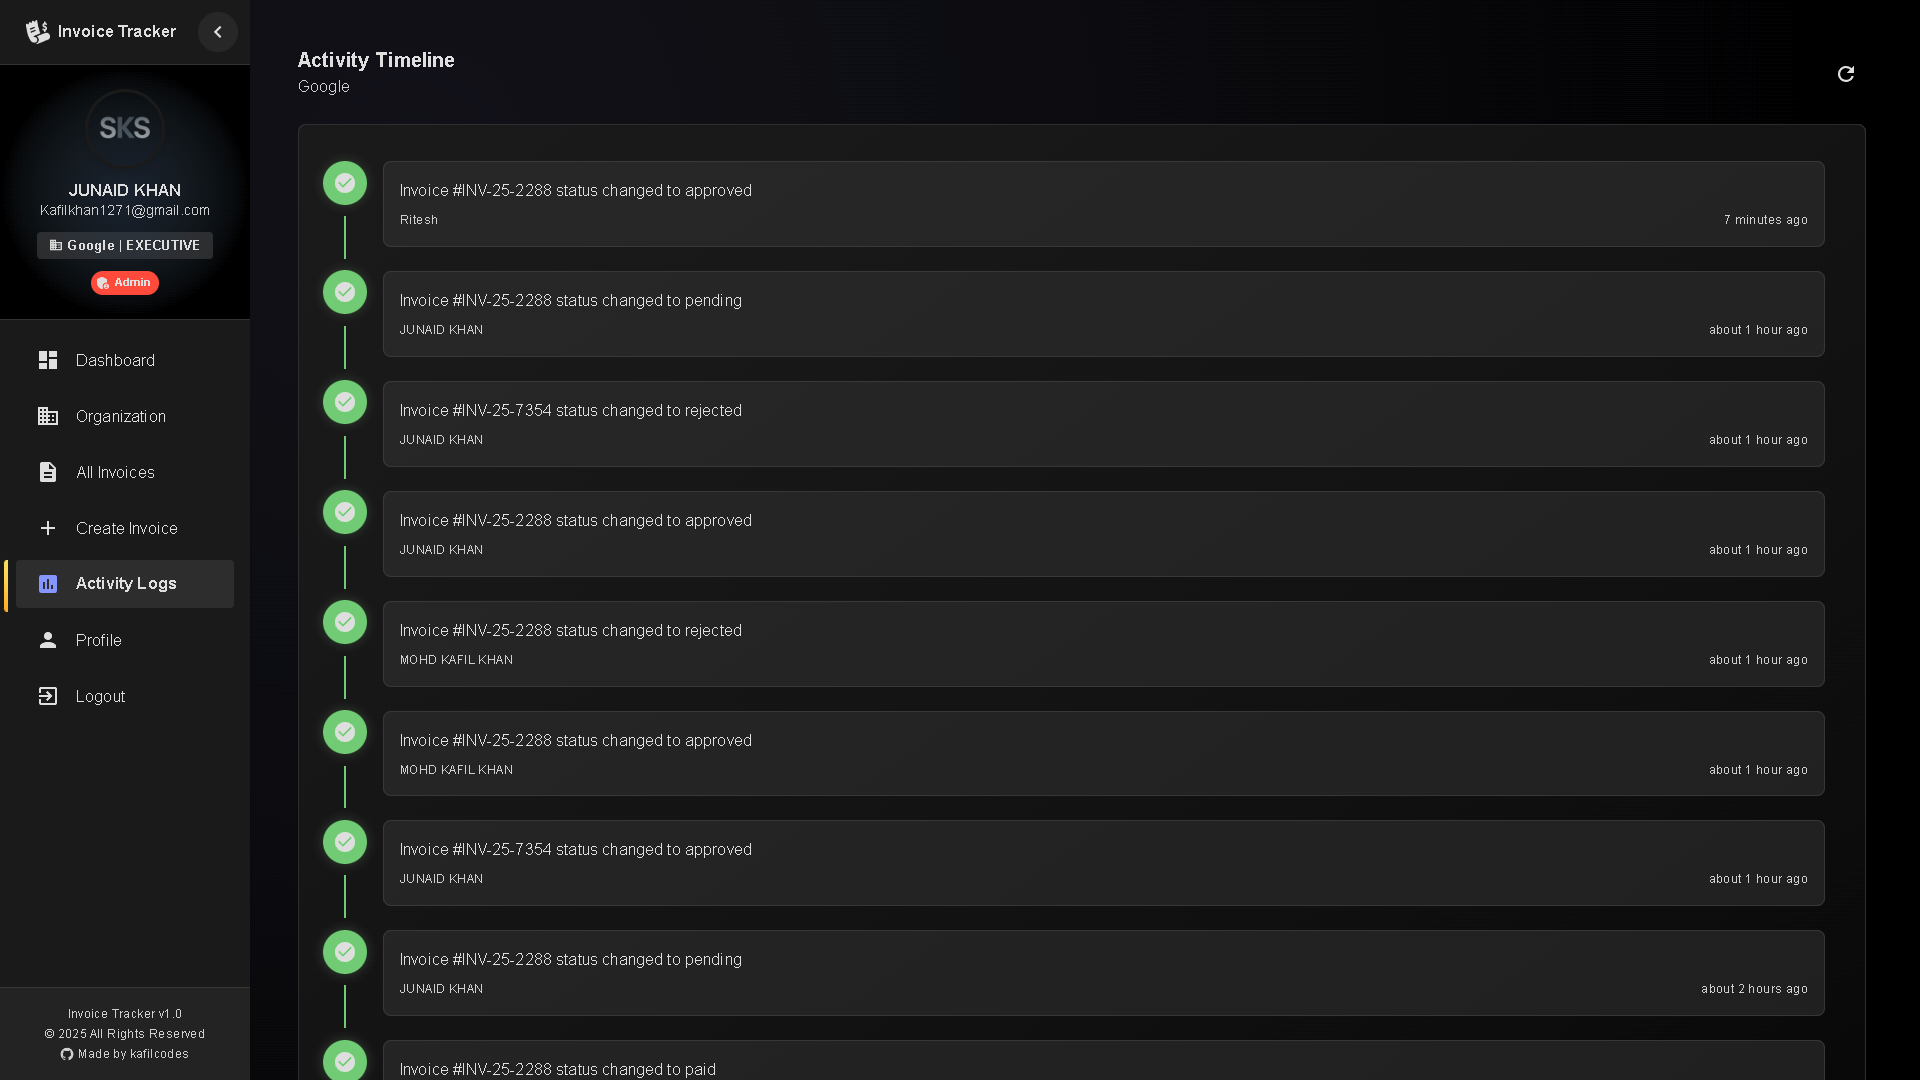 Invoice Tracker
SKS
JUNAID KHAN
Kafilkhan1271@gmail.com
Google | EXECUTIVE
Admin
Dashboard
Organization
All Invoices
Create Invoice
Activity Logs
Profile
Logout
Invoice Tracker v1.0
© 2025 All Rights Reserved
Made by kafilcodes
Activity Timeline
Google
Invoice #INV-25-2288 status changed to approved
Ritesh 7 minutes ago
Invoice #INV-25-2288 status changed to pending
JUNAID KHAN about 1 hour ago
Invoice #INV-25-7354 status changed to rejected
JUNAID KHAN about 1 hour ago
Invoice #INV-25-2288 status changed to approved
JUNAID KHAN about 1 hour ago
Invoice #INV-25-2288 status changed to rejected
MOHD KAFIL KHAN about 1 hour ago
Invoice #INV-25-2288 status changed to approved
MOHD KAFIL KHAN about 1 hour ago
Invoice #INV-25-7354 status changed to approved
JUNAID KHAN about 1 hour ago
Invoice #INV-25-2288 status changed to pending
JUNAID KHAN about 2 hours ago
Invoice #INV-25-2288 status changed to paid